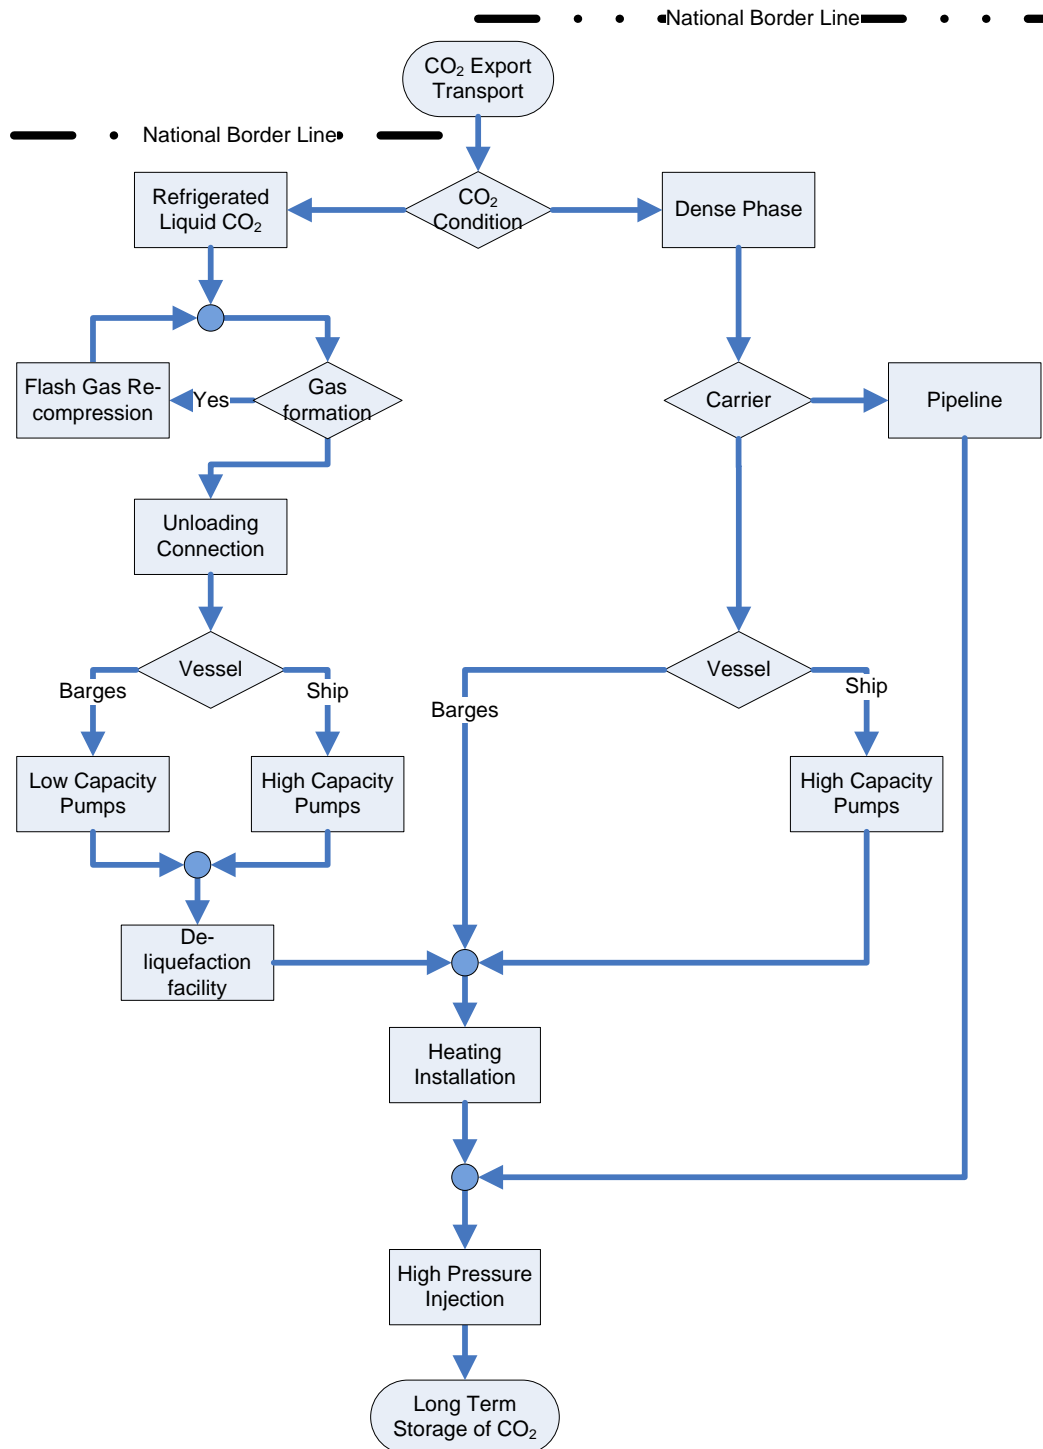 National Border Line
CO₂ Export
Transport
National Border Line
Refrigerated
Liquid CO₂
CO₂
Condition
Dense Phase
Flash Gas Re-
compression
Yes
Gas
formation
Carrier
Pipeline
Unloading
Connection
Vessel
Vessel
Barges
Ship
Barges
Ship
Low Capacity
Pumps
High Capacity
Pumps
High Capacity
Pumps
De-
liquefaction
facility
Heating
Installation
High Pressure
Injection
Long Term
Storage of CO₂